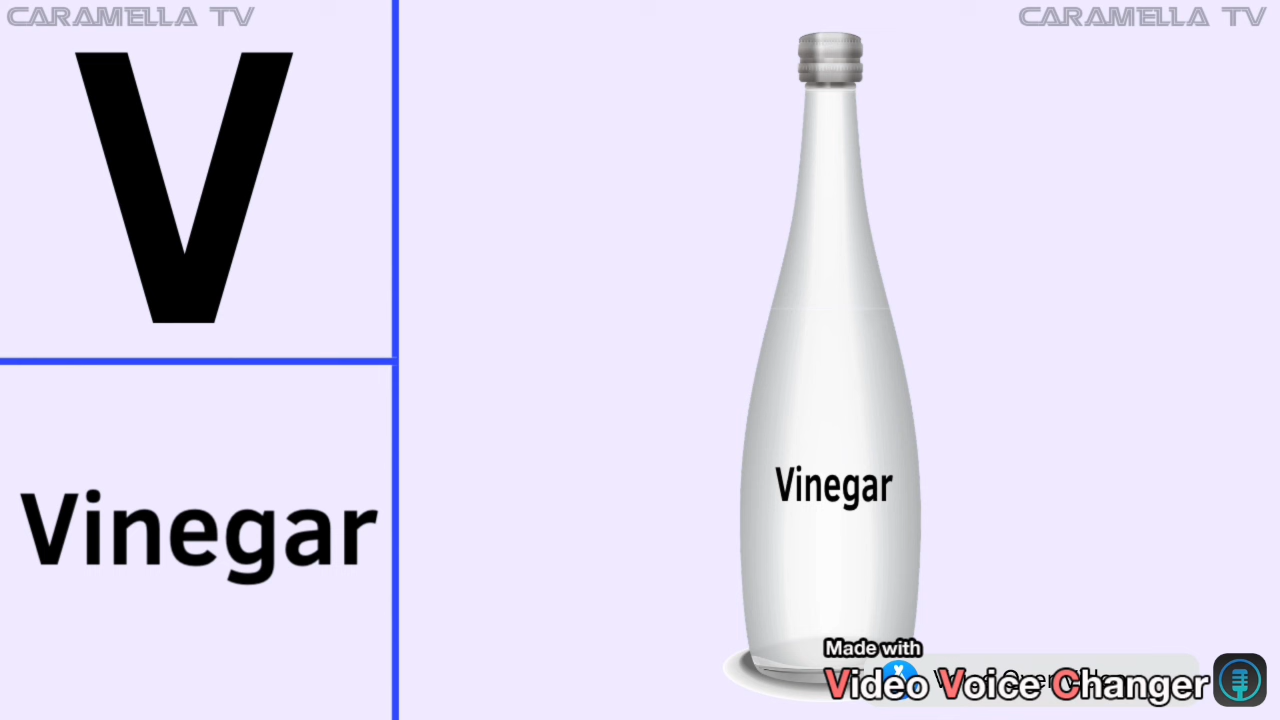 CARAMELLA TV
CARAMELLA TV
V
Vinegar
Vinegar
Made with
Video Voice Changer